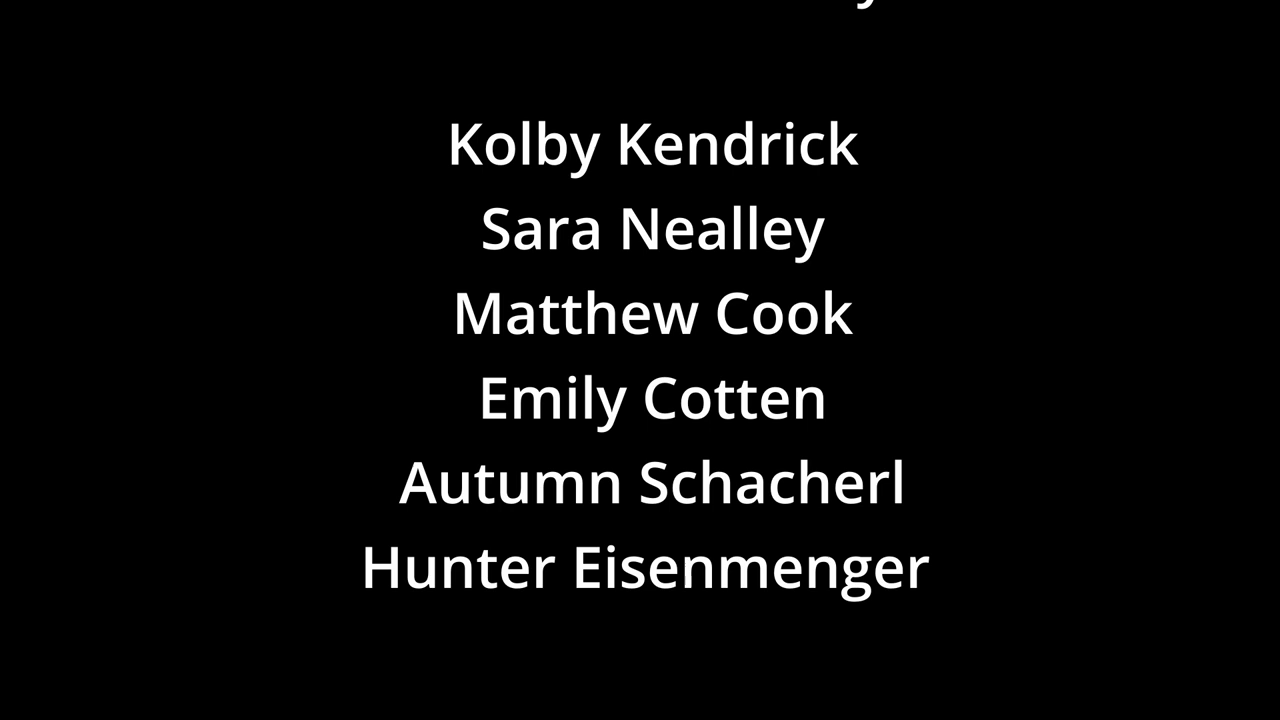 Kolby Kendrick
Sara Nealley
Matthew Cook
Emily Cotten
Autumn Schacherl
Hunter Eisenmenger